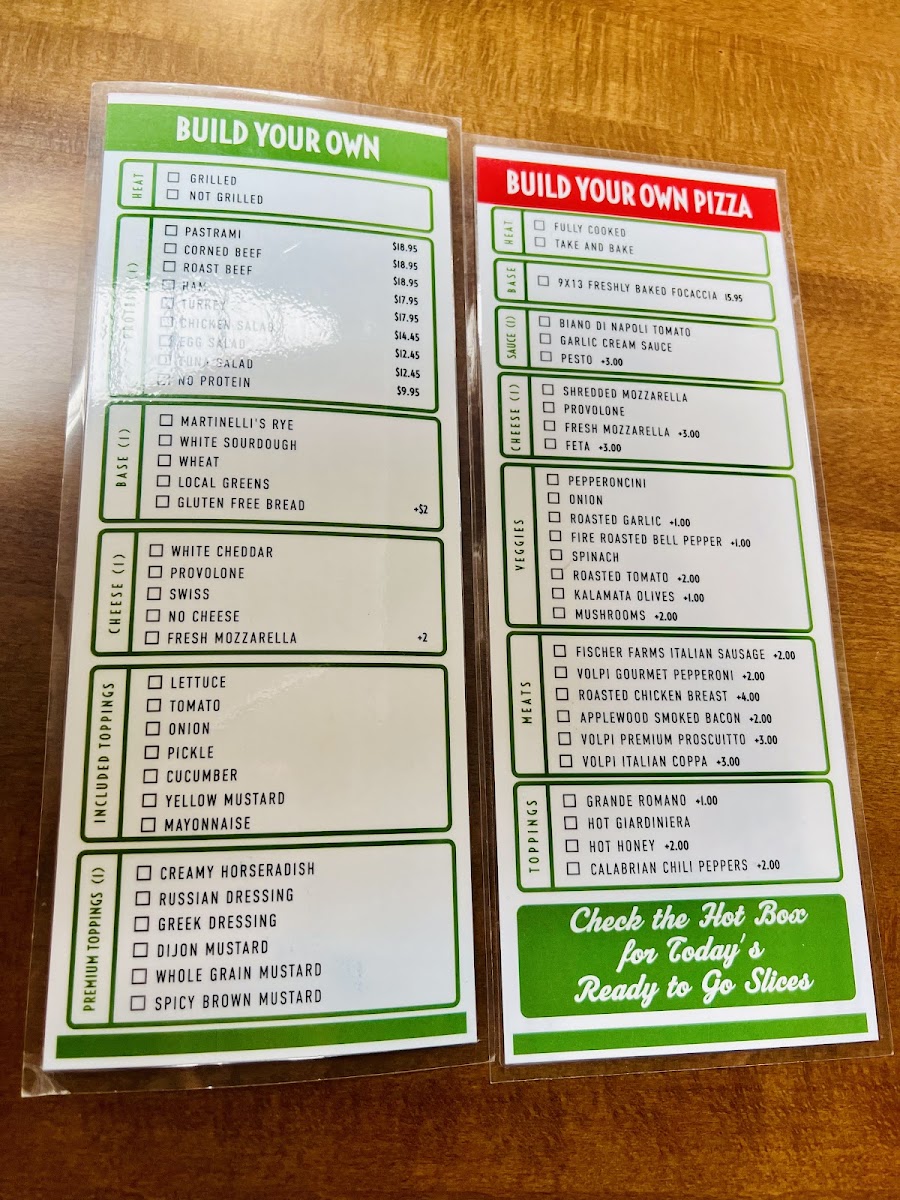 BUILD YOUR OWN
HEAT
GRILLED
NOT GRILLED
PROTEIN (1)
PASTRAMI $18.95
CORNED BEEF $18.95
ROAST BEEF $18.95
HAM $17.95
TURKEY $17.95
CHICKEN SALAD $14.45
EGG SALAD $12.45
TUNA SALAD $12.45
NO PROTEIN $9.95
BASE (1)
MARTINELLI'S RYE
WHITE SOURDOUGH
WHEAT
LOCAL GREENS
GLUTEN FREE BREAD +$2
CHEESE (1)
WHITE CHEDDAR
PROVOLONE
SWISS
NO CHEESE
FRESH MOZZARELLA +2
INCLUDED TOPPINGS
LETTUCE
TOMATO
ONION
PICKLE
CUCUMBER
YELLOW MUSTARD
MAYONNAISE
PREMIUM TOPPINGS (1)
CREAMY HORSERADISH
RUSSIAN DRESSING
GREEK DRESSING
DIJON MUSTARD
WHOLE GRAIN MUSTARD
SPICY BROWN MUSTARD
BUILD YOUR OWN PIZZA
HEAT
FULLY COOKED
TAKE AND BAKE
BASE
9X13 FRESHLY BAKED FOCACCIA 15.95
SAUCE (1)
BIANO DI NAPOLI TOMATO
GARLIC CREAM SAUCE
PESTO +3.00
CHEESE (1)
SHREDDED MOZZARELLA
PROVOLONE
FRESH MOZZARELLA +3.00
FETA +3.00
VEGGIES
PEPPERONCINI
ONION
ROASTED GARLIC +1.00
FIRE ROASTED BELL PEPPER +1.00
SPINACH
ROASTED TOMATO +2.00
KALAMATA OLIVES +1.00
MUSHROOMS +2.00
MEATS
FISCHER FARMS ITALIAN SAUSAGE +2.00
VOLPI GOURMET PEPPERONI +2.00
ROASTED CHICKEN BREAST +4.00
APPLEWOOD SMOKED BACON +2.00
VOLPI PREMIUM PROSCUITTO +3.00
VOLPI ITALIAN COPPA +3.00
TOPPINGS
GRANDE ROMANO +1.00
HOT GIARDINIERA
HOT HONEY +2.00
CALABRIAN CHILI PEPPERS +2.00
Check the Hot Box
for Today's
Ready to Go Slices